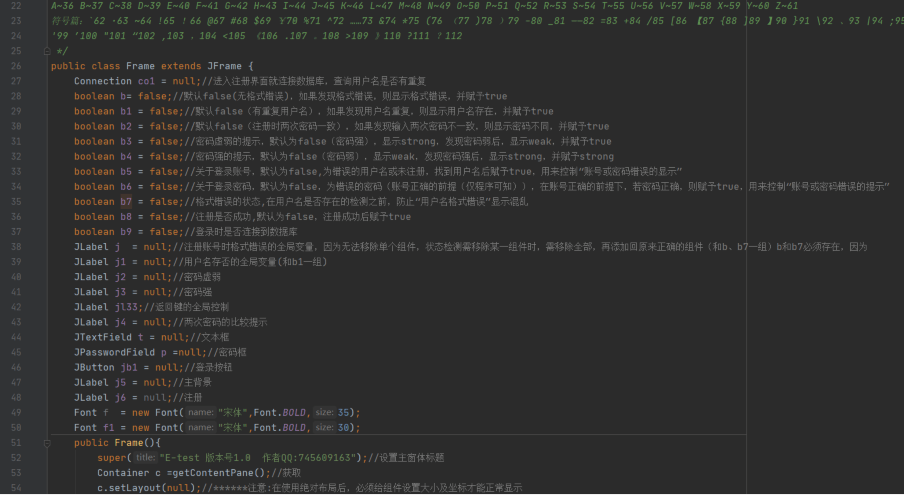 22 A~36 B~37 C~38 D~39 E~40 F~41 G~42 H~43 I~44 J~45 K~46 L~47 M~48 N~49 O~50 P~51 Q~52 R~53 S~54 T~55 U~56 V~57 W~58 X~59 Y~60 Z~61
23 符号篇: `62 ·63 ~64 !65 ！66 @67 #68 $69 ￥70 %71 ^72 ……73 &74 *75 (76 （77 )78 ）79 -80 _81 ——82 =83 +84 /85 [86 【87 {88 ]89 】90 }91 \92 、93 |94
24 '99 ‘100 "101 “102 ,103 ，104 <105 《106 .107 。108 >109 》110 ?111 ？112
25 */
26 public class Frame extends JFrame {
27 Connection co1 = null;//进入注册界面就连接数据库，查询用户名是否有重复
28 boolean b= false;//默认false(无格式错误)，如果发现格式错误，则显示格式错误，并赋予true
29 boolean b1 = false;//默认false（有重复用户名），如果发现用户名重复，则显示用户名存在，并赋予true
30 boolean b2 = false;//默认false（注册时两次密码一致），如果发现输入两次密码不一致，则显示密码不同，并赋予true
31 boolean b3 = false;//密码虚弱的提示，默认为false（密码强），显示strong，发现密码弱后，显示weak，并赋予true
32 boolean b4 = false;//密码强的提示，默认为false（密码弱），显示weak，发现密码强后，显示strong，并赋予strong
33 boolean b5 = false;//关于登录账号，默认为false,为错误的用户名或未注册，找到用户名后赋予true，用来控制“账号或密码错误的显示”
34 boolean b6 = false;//关于登录密码，默认为false，为错误的密码（账号正确的前提（仅程序可知）），在账号正确的前提下，若密码正确，则赋予true，用来控制“账号或密码错误的提示”
35 boolean b7 = false;//格式错误的状态,在用户名是否存在的检测之前，防止“用户名格式错误”显示混乱
36 boolean b8 = false;//注册是否成功,默认为false，注册成功后赋予true
37 boolean b9 = false;//登录时是否连接到数据库
38 JLabel j  = null;//注册账号时格式错误的全局变量，因为无法移除单个组件，状态检测需移除某一组件时，需移除全部，再添加回原来正确的组件（和b、b7一组）b和b7必须存在，因为
39 JLabel j1 = null;//用户名存否的全局变量(和b1一组)
40 JLabel j2 = null;//密码虚弱
41 JLabel j3 = null;//密码强
42 JLabel jl33;//返回键的全局控制
43 JLabel j4 = null;//两次密码的比较提示
44 JTextField t = null;//文本框
45 JPasswordField p =null;//密码框
46 JButton jb1 = null;//登录按钮
47 JLabel j5 = null;//主背景
48 JLabel j6 = null;//注册
49 Font f  = new Font( name: "宋体",Font.BOLD, size: 35);
50 Font f1 = new Font( name: "宋体",Font.BOLD, size: 30);
51 public Frame(){
52 super( title: "E-test 版本号1.0  作者QQ:745609163");//设置主窗体标题
53 Container c =getContentPane();//获取
54 c.setLayout(null);//******注意:在使用绝对布局后，必须给组件设置大小及坐标才能正常显示